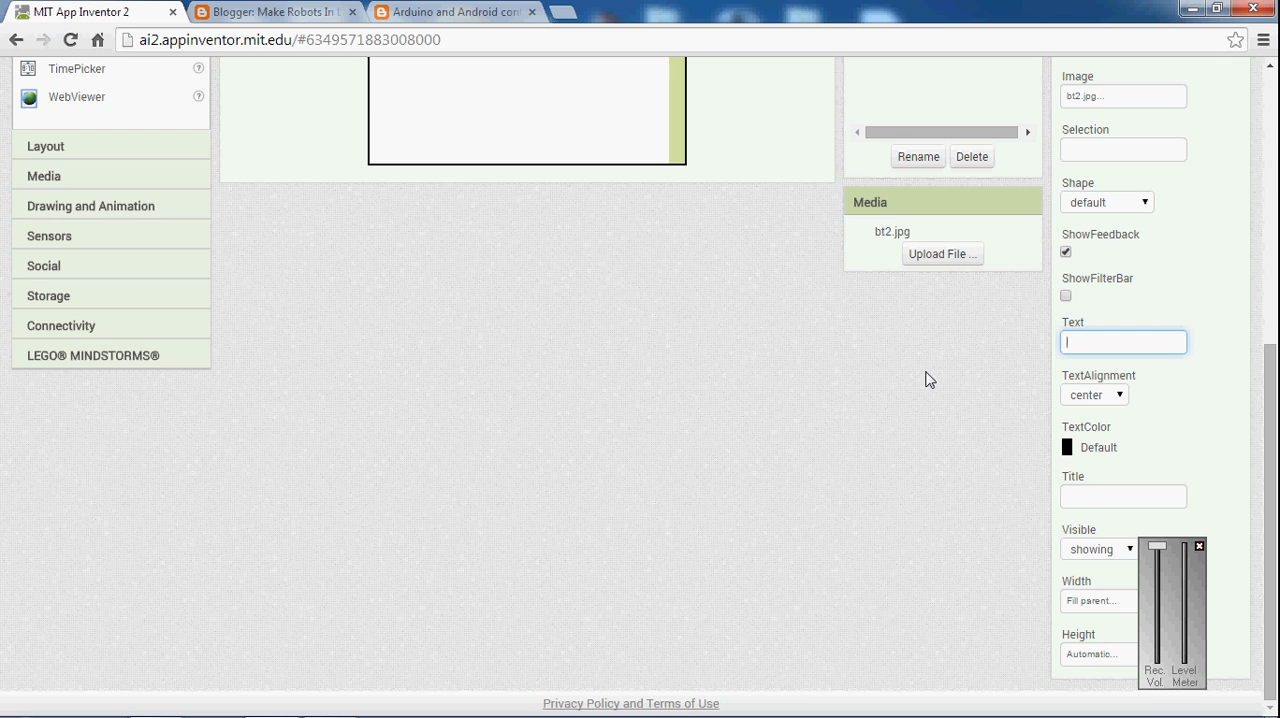 MIT App Inventor 2
Blogger: Make Robots In L
Arduino and Android con
ai2.appinventor.mit.edu/#6349571883008000
TimePicker
WebViewer
Layout
Media
Drawing and Animation
Sensors
Social
Storage
Connectivity
LEGO® MINDSTORMS®
Rename
Delete
Media
bt2.jpg
Upload File ...
Image
bt2.jpg...
Selection
Shape
default
ShowFeedback
ShowFilterBar
Text
TextAlignment
center
TextColor
Default
Title
Visible
showing
Width
Fill parent...
Height
Automatic...
Rec. Level
Vol. Meter
Privacy Policy and Terms of Use